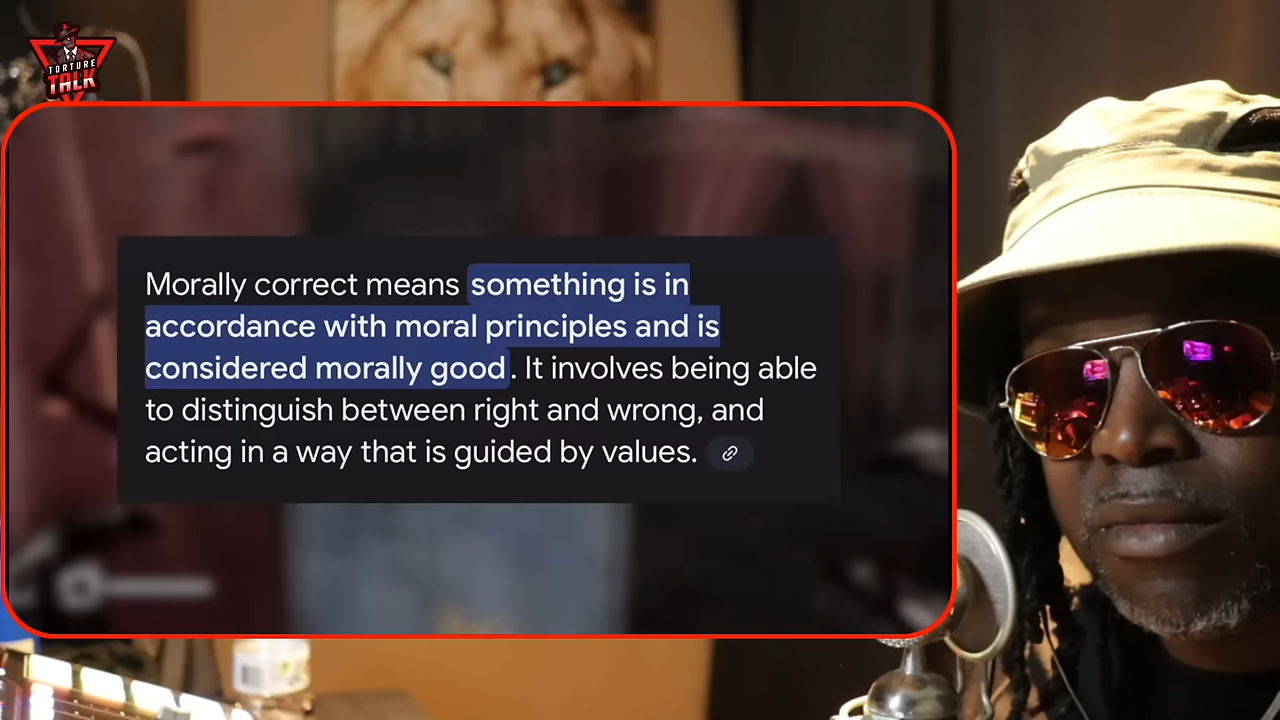 TORTURE
TALK
Morally correct means something is in
accordance with moral principles and is
considered morally good. It involves being able
to distinguish between right and wrong, and
acting in a way that is guided by values.